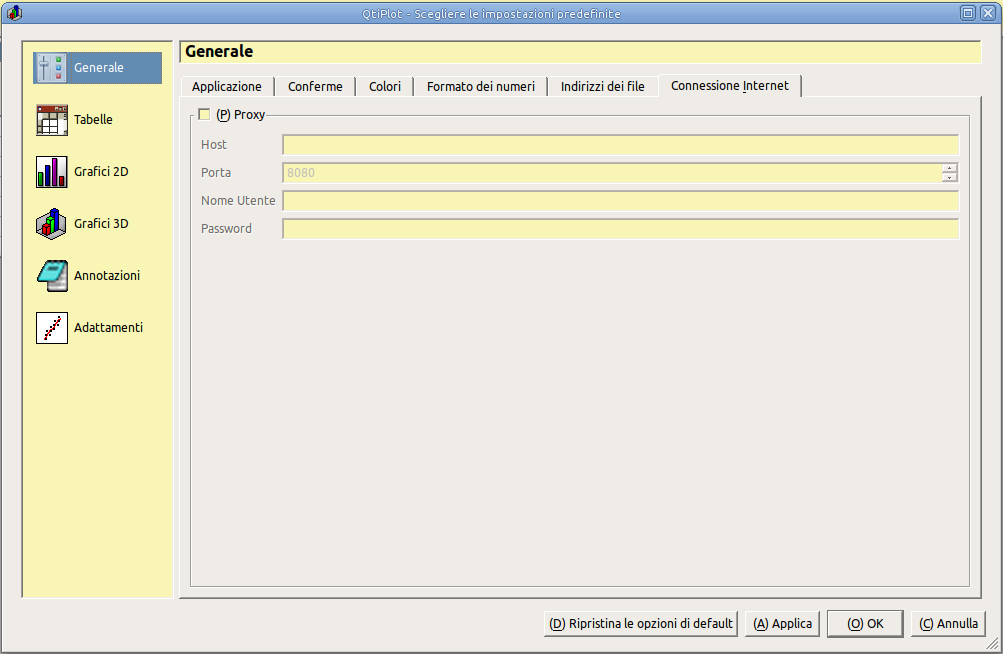 QtiPlot - Scegliere le impostazioni predefinite
Generale
Tabelle
Grafici 2D
Grafici 3D
Annotazioni
Adattamenti
Generale
Applicazione Conferme Colori Formato dei numeri Indirizzi dei file Connessione Internet
(P) Proxy
Host
Porta 8080
Nome Utente
Password
(D) Ripristina le opzioni di default (A) Applica (O) OK (C) Annulla